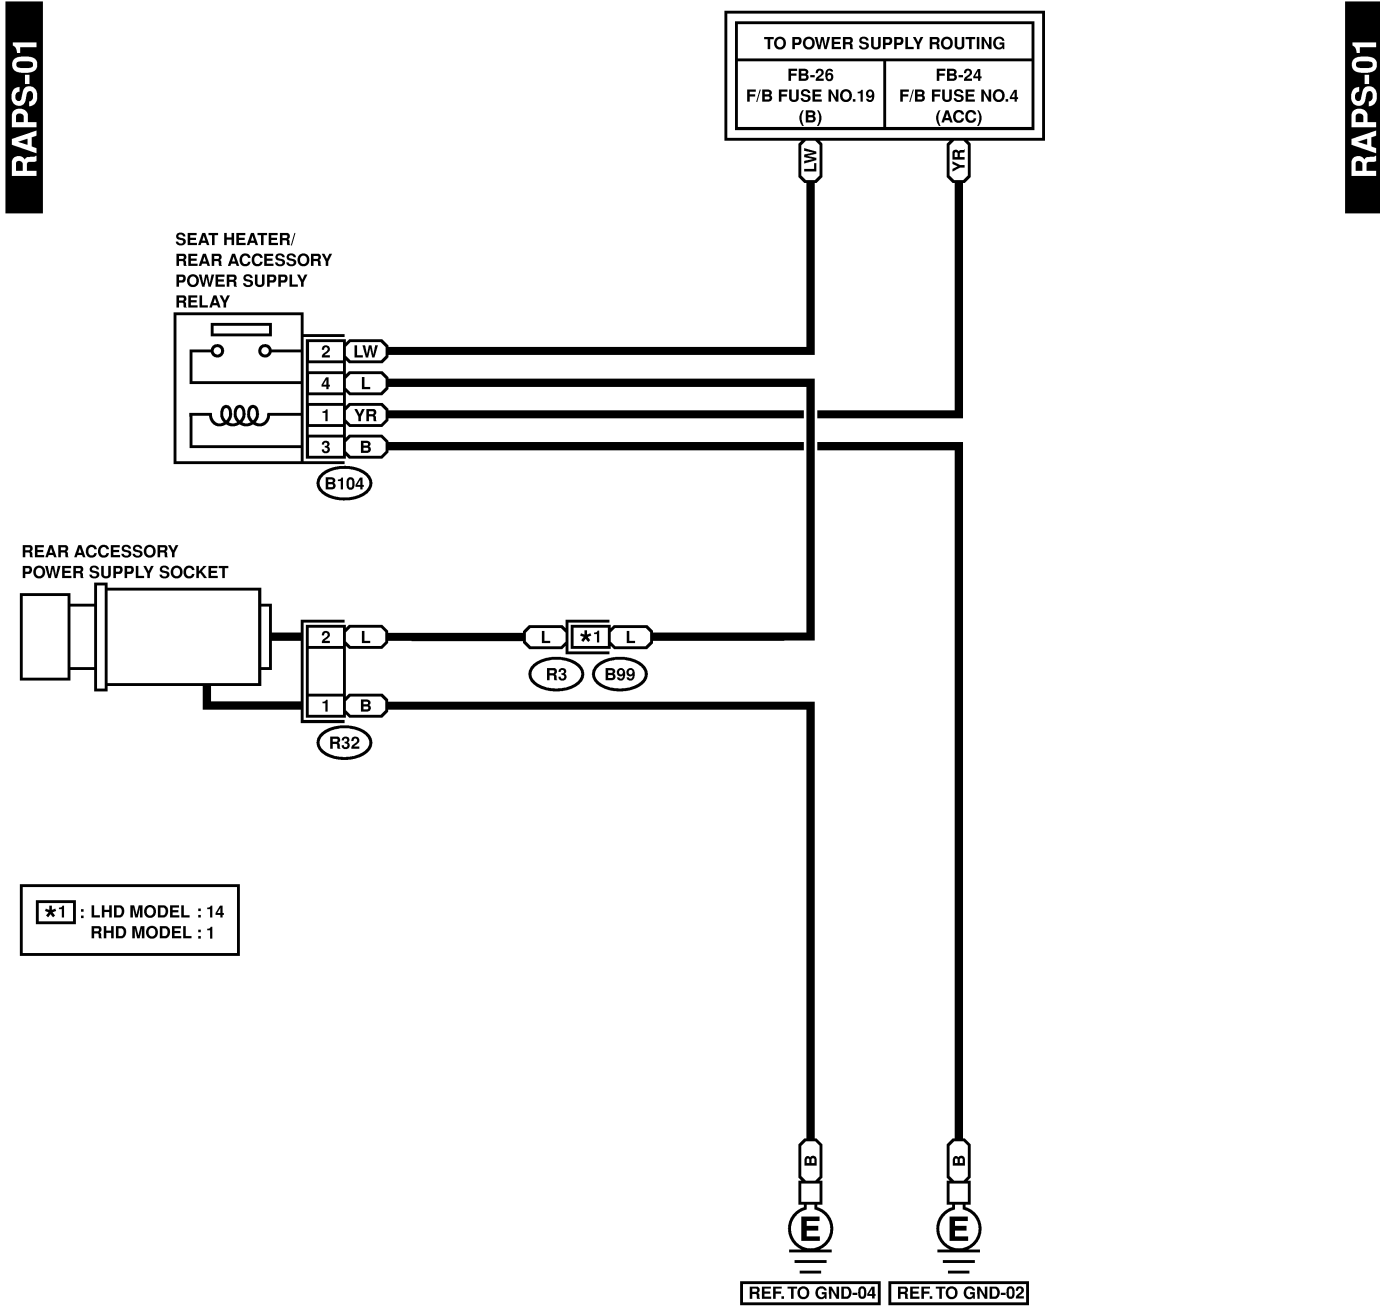 RAPS-01
RAPS-01
TO POWER SUPPLY ROUTING
FB-26
F/B FUSE NO.19
(B)
FB-24
F/B FUSE NO.4
(ACC)
LW
YR
SEAT HEATER/
REAR ACCESSORY
POWER SUPPLY
RELAY
2 LW
4 L
1 YR
3 B
B104
REAR ACCESSORY
POWER SUPPLY SOCKET
2 L
L *1 L
R3 B99
1 B
R32
*1 : LHD MODEL : 14
RHD MODEL : 1
B
B
E
E
REF. TO GND-04
REF. TO GND-02